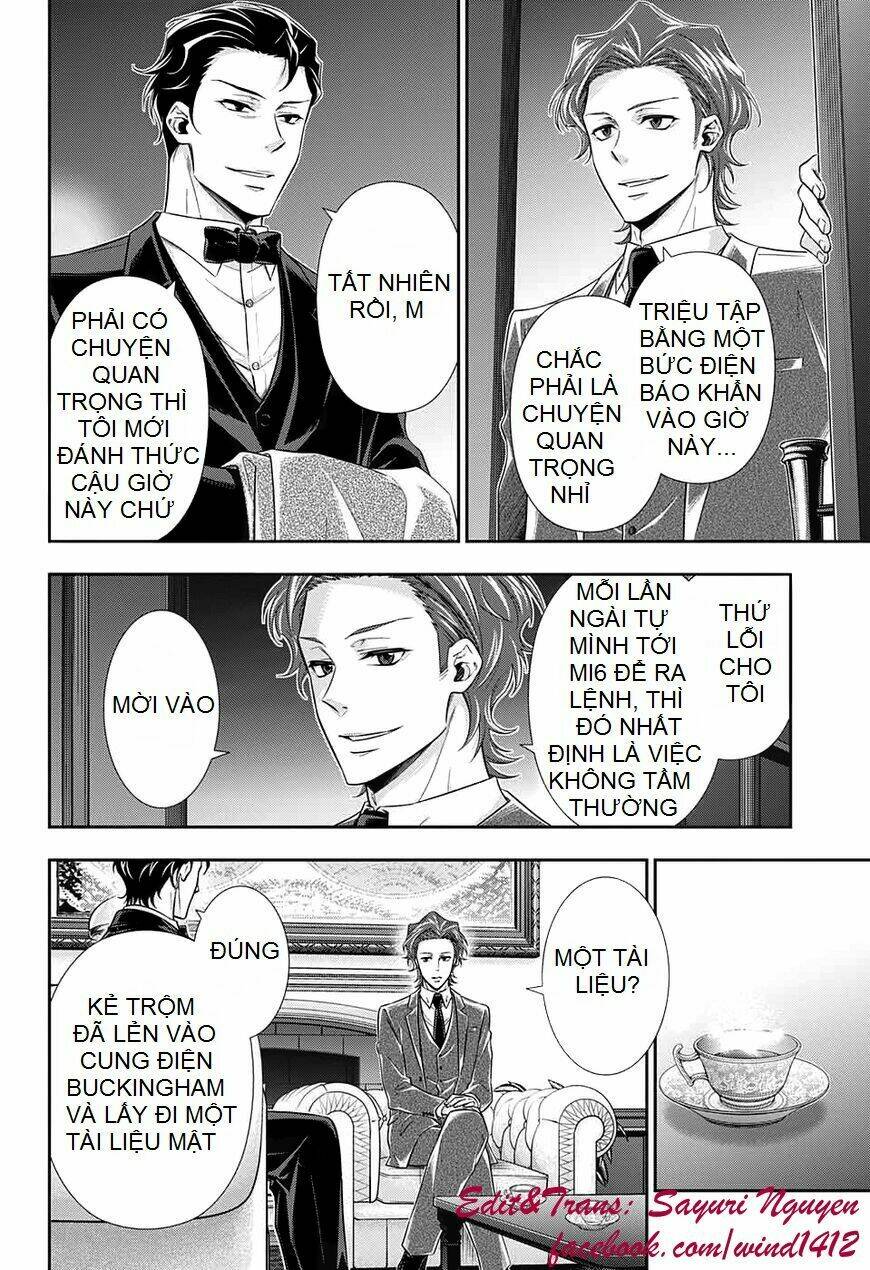 TRIỆU TẬP
BẰNG MỘT
BỨC ĐIỆN
BÁO KHẨN
VÀO GIỜ
NÀY...
CHẮC
PHẢI LÀ
CHUYỆN
QUAN
TRỌNG
NHỈ
TẤT NHIÊN
RỒI, M
PHẢI CÓ
CHUYỆN
QUAN
TRỌNG THÌ
TÔI MỚI
ĐÁNH THỨC
CẬU GIỜ
NÀY CHỨ
THỨ
LỖI
CHO
TÔI
MỖI LẦN
NGÀI TỰ
MÌNH TỚI
MI6 ĐỂ RA
LỆNH, THÌ
ĐÓ NHẤT
ĐỊNH LÀ VIỆC
KHÔNG TẦM
THƯỜNG
MỜI VÀO
MỘT TÀI
LIỆU?
ĐÚNG
KẺ TRỘM
ĐÃ LẺN VÀO
CUNG ĐIỆN
BUCKINGHAM
VÀ LẤY ĐI MỘT
TÀI LIỆU MẬT
Edit&Trans: Sayuri Nguyen
facebook.com/wind1412